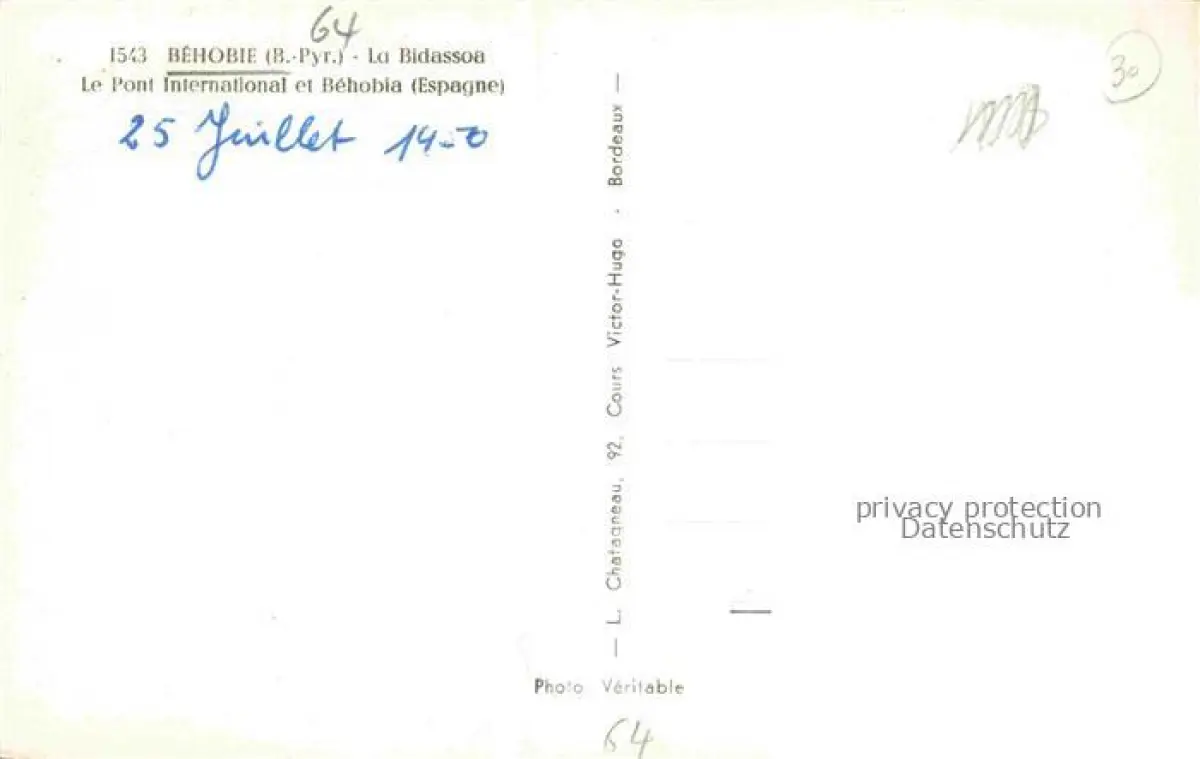 64
1543 BÉHOBIE (B.-Pyr.) - La Bidassoa
Le Pont International et Béhobia (Espagne)
25 Juillet
30
— L. Chatagneau, 92, Cours Victor-Hugo - Bordeaux —
privacy protection
Datenschutz
Photo Véritable
64